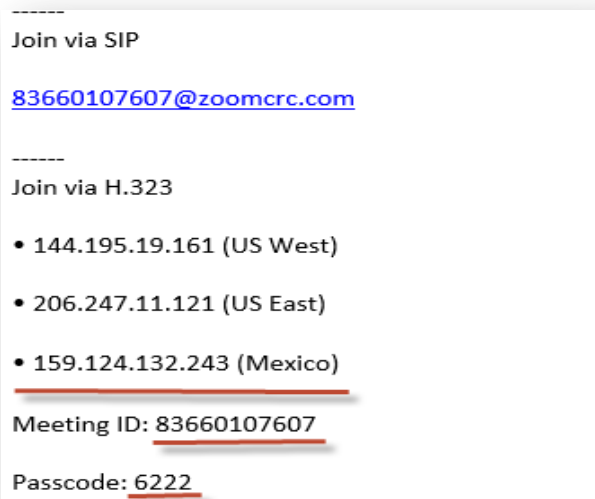 ------
Join via SIP
83660107607@zoomcrc.com
------
Join via H.323
• 144.195.19.161 (US West)
• 206.247.11.121 (US East)
• 159.124.132.243 (Mexico)
Meeting ID: 83660107607
Passcode: 6222